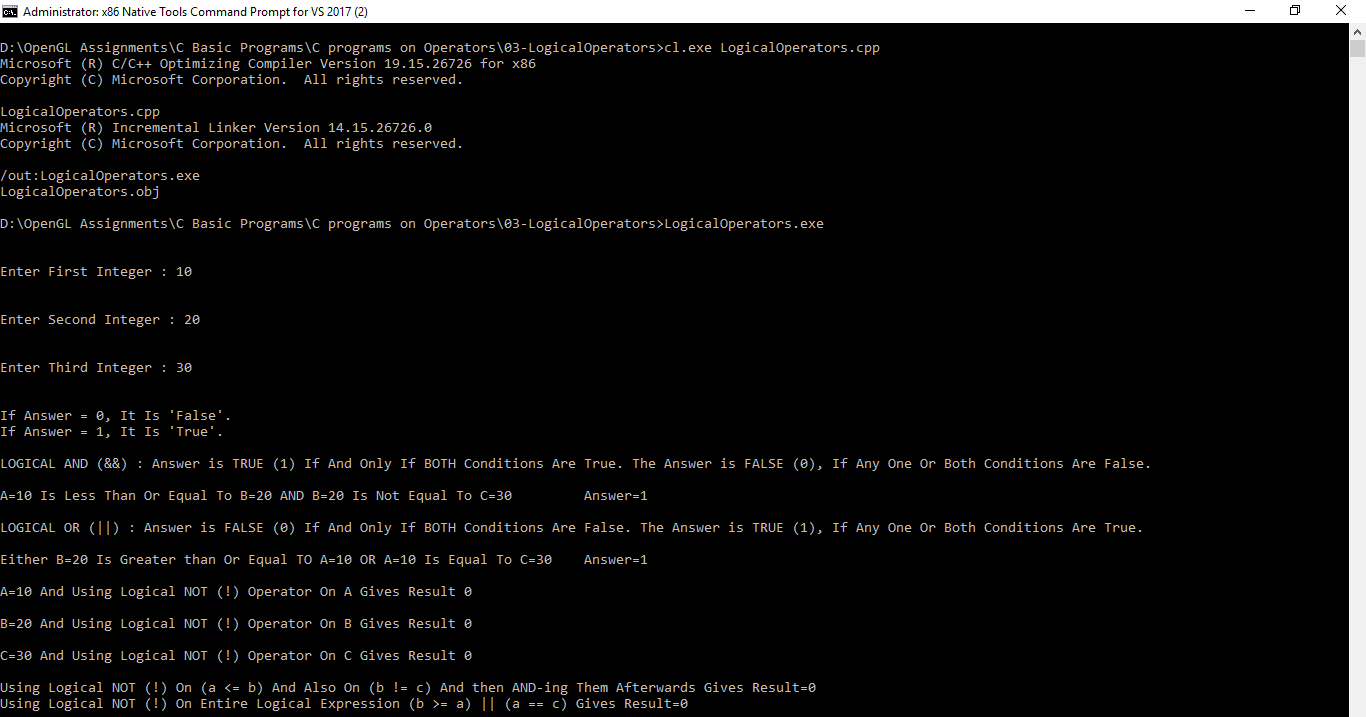 Administrator: x86 Native Tools Command Prompt for VS 2017 (2)
D:\OpenGL Assignments\C Basic Programs\C programs on Operators\03-LogicalOperators>cl.exe LogicalOperators.cpp
Microsoft (R) C/C++ Optimizing Compiler Version 19.15.26726 for x86
Copyright (C) Microsoft Corporation.  All rights reserved.
LogicalOperators.cpp
Microsoft (R) Incremental Linker Version 14.15.26726.0
Copyright (C) Microsoft Corporation.  All rights reserved.
/out:LogicalOperators.exe
LogicalOperators.obj
D:\OpenGL Assignments\C Basic Programs\C programs on Operators\03-LogicalOperators>LogicalOperators.exe
Enter First Integer : 10
Enter Second Integer : 20
Enter Third Integer : 30
If Answer = 0, It Is 'False'.
If Answer = 1, It Is 'True'.
LOGICAL AND (&&) : Answer is TRUE (1) If And Only If BOTH Conditions Are True. The Answer is FALSE (0), If Any One Or Both Conditions Are False.
A=10 Is Less Than Or Equal To B=20 AND B=20 Is Not Equal To C=30         Answer=1
LOGICAL OR (||) : Answer is FALSE (0) If And Only If BOTH Conditions Are False. The Answer is TRUE (1), If Any One Or Both Conditions Are True.
Either B=20 Is Greater than Or Equal TO A=10 OR A=10 Is Equal To C=30    Answer=1
A=10 And Using Logical NOT (!) Operator On A Gives Result 0
B=20 And Using Logical NOT (!) Operator On B Gives Result 0
C=30 And Using Logical NOT (!) Operator On C Gives Result 0
Using Logical NOT (!) On (a <= b) And Also On (b != c) And then AND-ing Them Afterwards Gives Result=0
Using Logical NOT (!) On Entire Logical Expression (b >= a) || (a == c) Gives Result=0